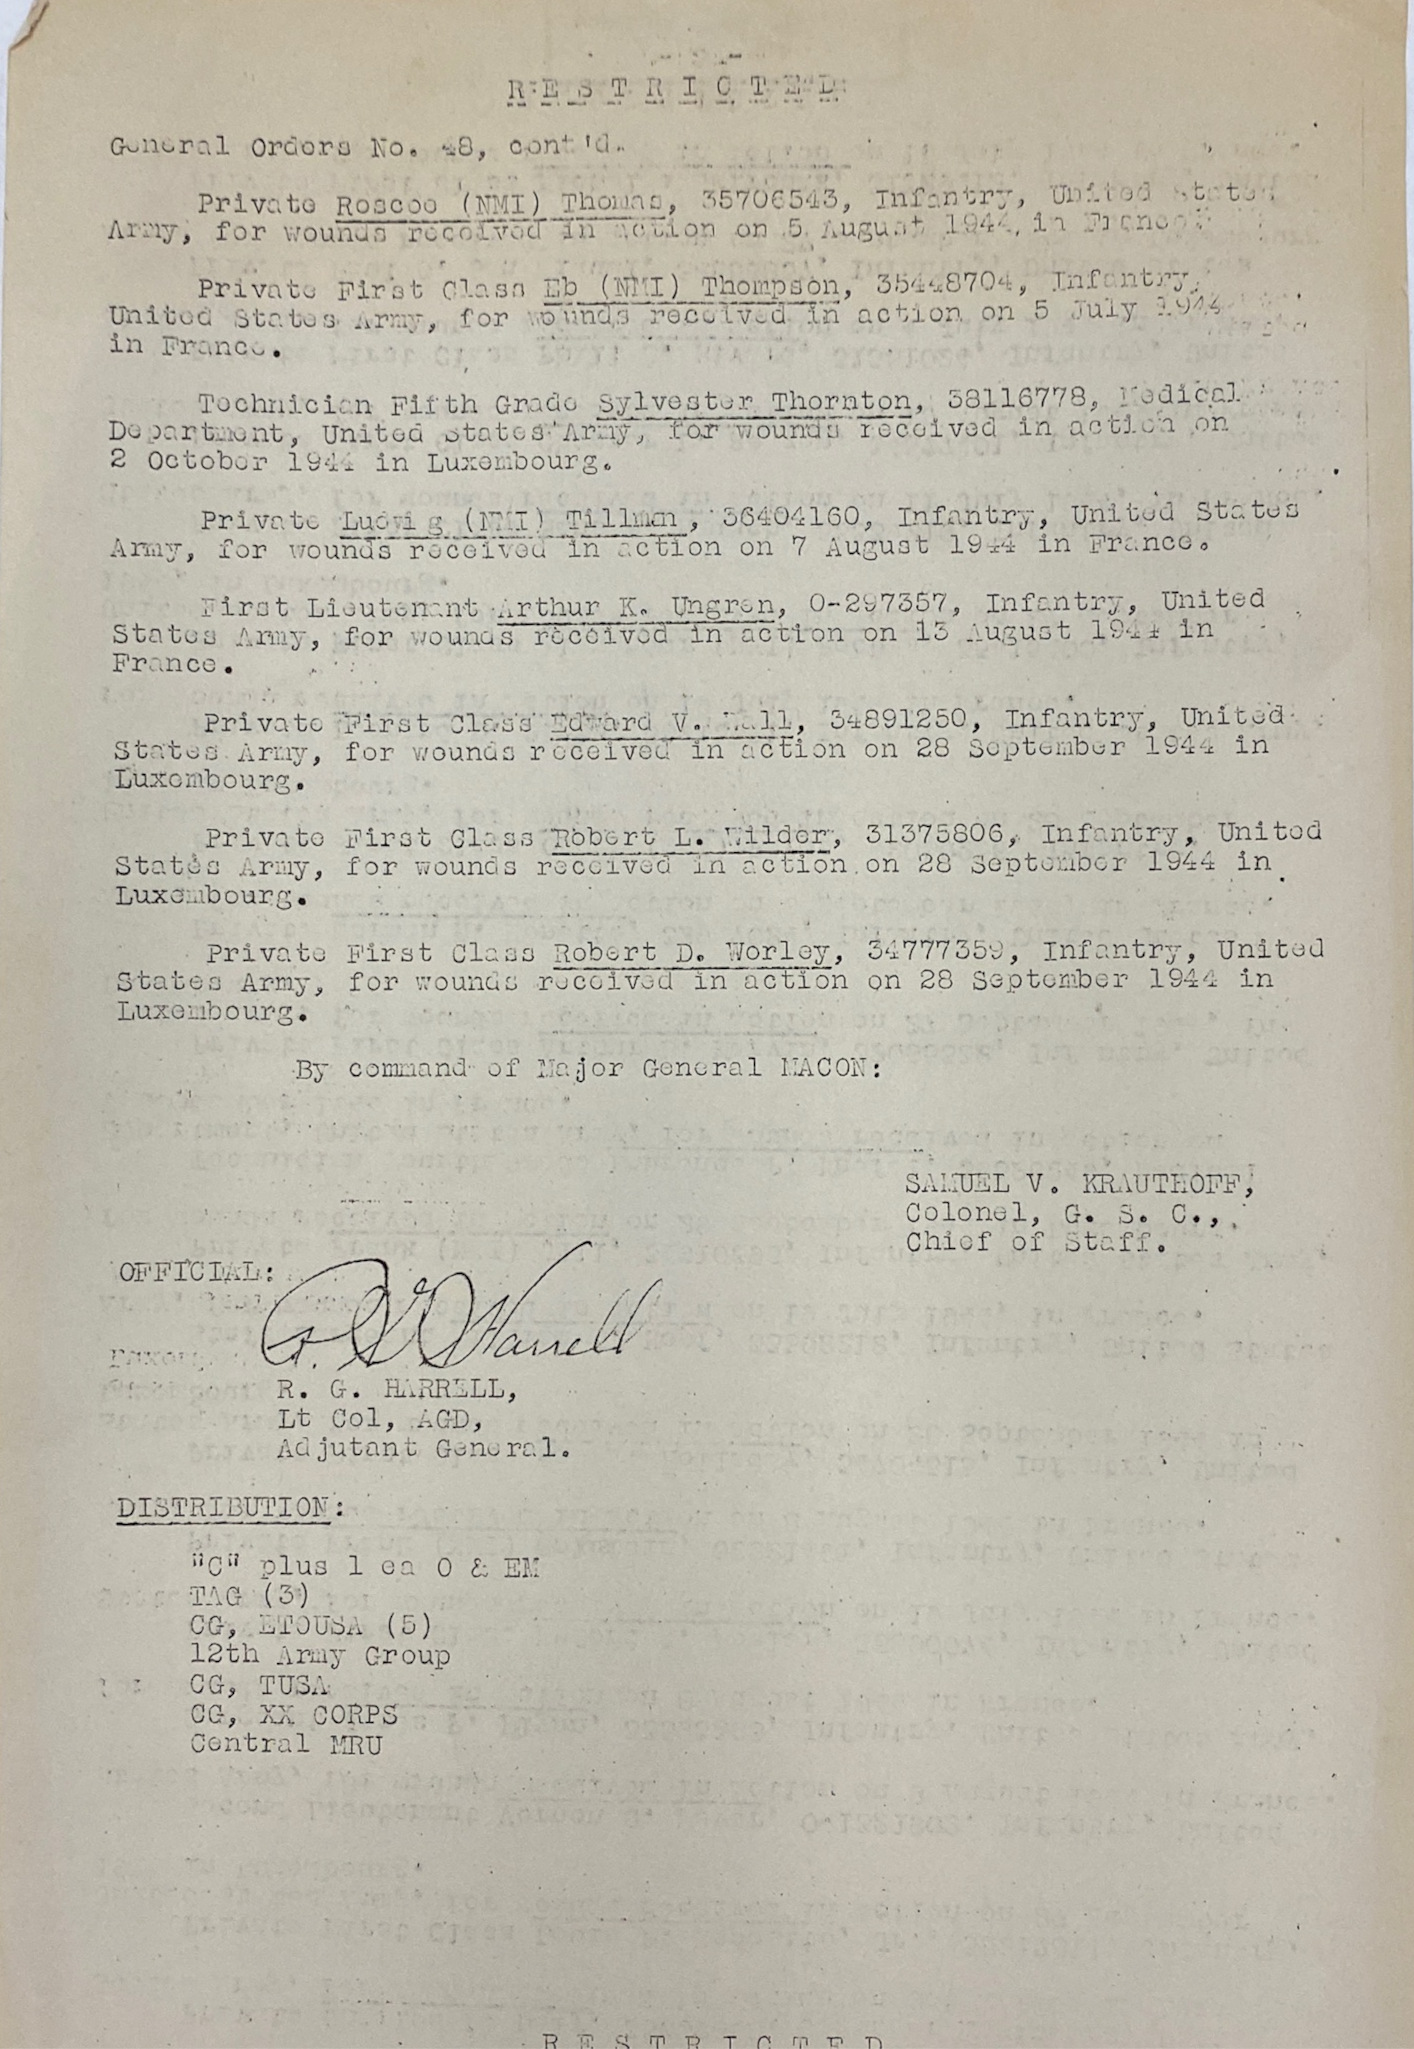 RESTRICTED
General Orders No. 48, cont'd.
Private Roscoe (NMI) Thomas, 35706543, Infantry, United States
Army, for wounds received in action on 5 August 1944, in France.
Private First Class Eb (NMI) Thompson, 35448704, Infantry,
United States Army, for wounds received in action on 5 July 1944
in France.
Technician Fifth Grade Sylvester Thornton, 38116778, Medical
Department, United States Army, for wounds received in action on
2 October 1944 in Luxembourg.
Private Ludwig (NMI) Tillman, 36404160, Infantry, United States
Army, for wounds received in action on 7 August 1944 in France.
First Lieutenant Arthur K. Ungren, O-297357, Infantry, United
States Army, for wounds received in action on 13 August 1944 in
France.
Private First Class Edward V. Wall, 34891250, Infantry, United
States Army, for wounds received in action on 28 September 1944 in
Luxembourg.
Private First Class Robert L. Wilder, 31375806, Infantry, United
States Army, for wounds received in action on 28 September 1944 in
Luxembourg.
Private First Class Robert D. Worley, 34777359, Infantry, United
States Army, for wounds received in action on 28 September 1944 in
Luxembourg.
By command of Major General MACON:
SAMUEL V. KRAUTHOFF,
Colonel, G. S. C.,
Chief of Staff.
OFFICIAL:
R. G. Harrell
R. G. HARRELL,
Lt Col, AGD,
Adjutant General.
DISTRIBUTION:
"C" plus 1 ea O & EM
TAG (3)
CG, ETOUSA (5)
12th Army Group
CG, TUSA
CG, XX CORPS
Central MRU
RESTRICTED